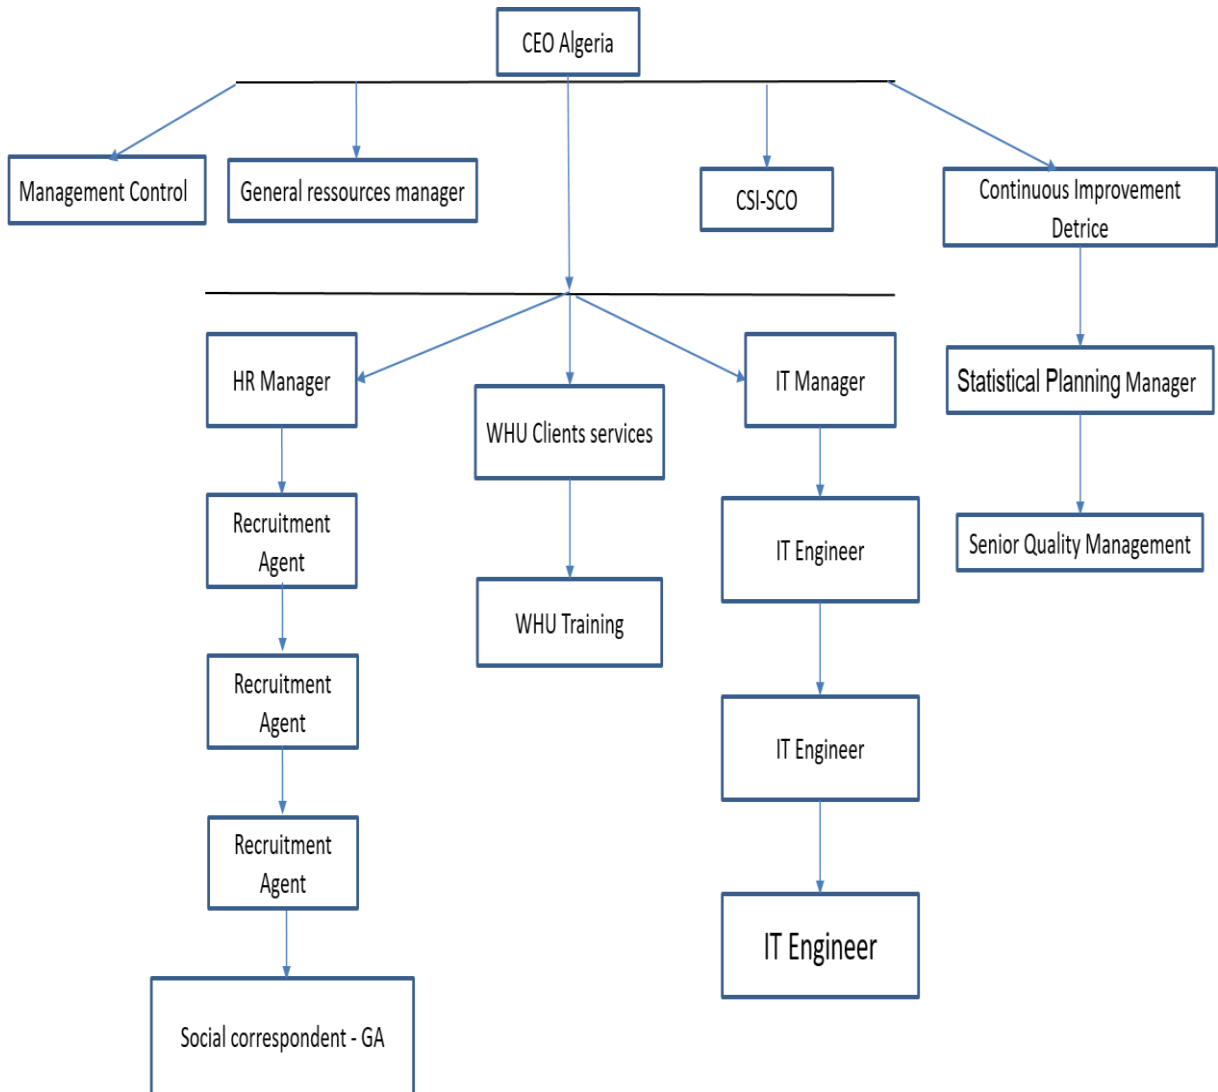 CEO Algeria
Management Control
General ressources manager
CSI-SCO
Continuous Improvement
Detrice
HR Manager
WHU Clients services
IT Manager
Statistical Planning Manager
Recruitment
Agent
IT Engineer
Senior Quality Management
WHU Training
Recruitment
Agent
IT Engineer
Recruitment
Agent
IT Engineer
Social correspondent - GA